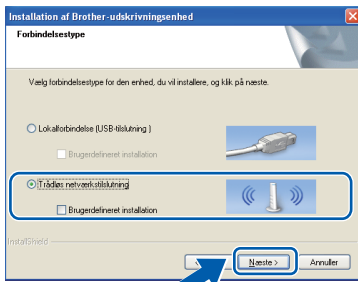 Installation af Brother-udskrivningsenhed
Forbindelsestype
Vælg forbindelsestype for den enhed, du vil installere, og klik på næste.
Lokalforbindelse (USB-tilslutning )
Brugerdefineret installation
Trådløs netværkstilslutning
Brugerdefineret installation
InstallShield
< Næste > Annuller